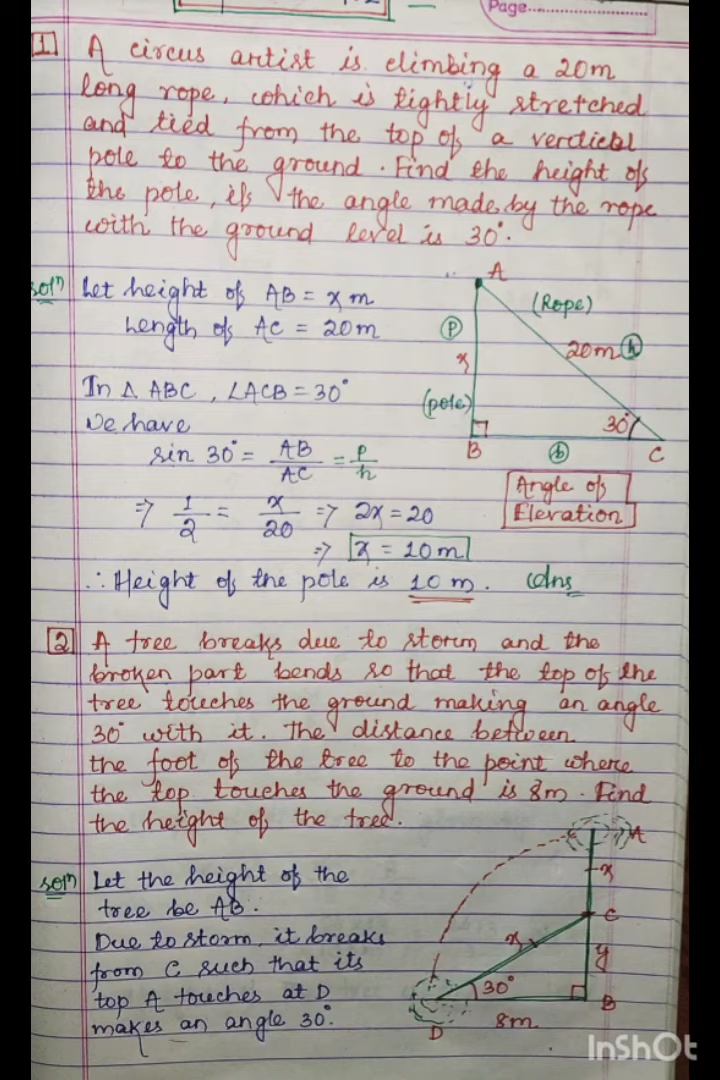 Page
1 A circus artist is climbing a 20m
long rope, which is tightly stretched
and tied from the top of a verticel
pole to the ground. Find the height of
the pole, if the angle made by the rope
with the ground level is 30°.
Solⁿ Let height of AB = x m
Length of AC = 20m
In △ ABC, ∠ACB = 30°
We have
sin 30° = AB/AC = p/h
⇒ 1/2 = x/20 ⇒ 2x = 20
⇒ x = 10m
∴ Height of the pole is 10 m. Ans
A
(Rope)
p
20m h
x
(pole)
30°
B b C
Angle of
Elevation
2 A tree breaks due to storm and the
broken part bends so that the top of the
tree touches the ground making an angle
30° with it. The distance between
the foot of the tree to the point where
the top touches the ground is 8m. Find
the height of the tree.
Solⁿ Let the height of the
tree be AB.
Due to storm, it breaks
from C such that its
top A touches at D
makes an angle 30°.
A
x
C
x
y
30°
B
D 8m
InShOt